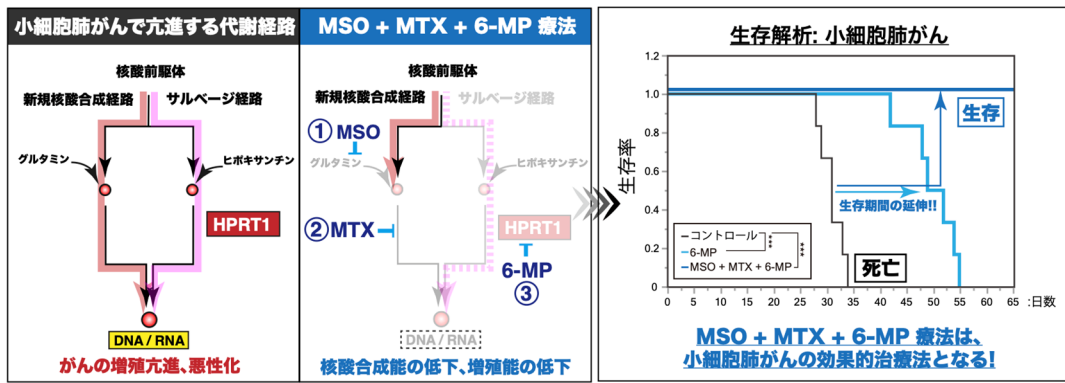 小細胞肺がんで亢進する代謝経路
核酸前駆体
新規核酸合成経路
サルベージ経路
グルタミン
ヒポキサンチン
HPRT1
DNA / RNA
がんの増殖亢進、悪性化
MSO + MTX + 6-MP 療法
核酸前駆体
新規核酸合成経路
サルベージ経路
① MSO
グルタミン
ヒポキサンチン
② MTX
HPRT1
6-MP
③
DNA / RNA
核酸合成能の低下、増殖能の低下
生存解析: 小細胞肺がん
生存率
1.2
1.0
0.8
0.6
0.4
0.2
0
生存
生存期間の延伸!!
コントロール
6-MP
MSO + MTX + 6-MP
***
***
死亡
0 5 10 15 20 25 30 35 40 45 50 55 60 65 :日数
MSO + MTX + 6-MP 療法は、
小細胞肺がんの効果的治療法となる!